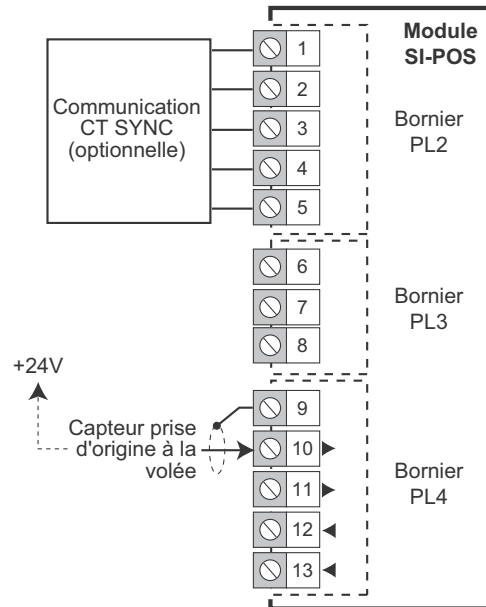 Module
SI-POS
Communication
CT SYNC
(optionnelle)
1
2
3
4
5
Bornier
PL2
6
7
8
Bornier
PL3
+24V
Capteur prise
d'origine à la
volée
9
10
11
12
13
Bornier
PL4